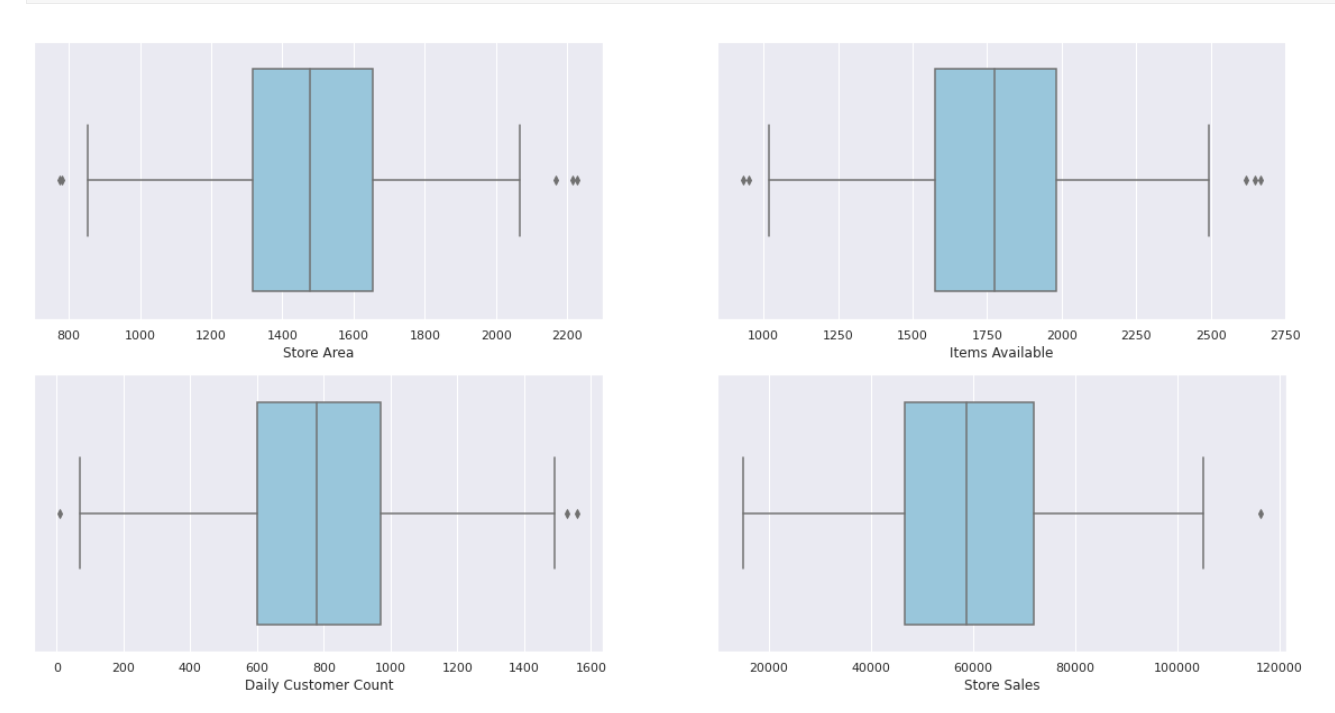 800 1000 1200 1400 1600 1800 2000 2200
Store Area
1000 1250 1500 1750 2000 2250 2500 2750
Items Available
0 200 400 600 800 1000 1200 1400 1600
Daily Customer Count
20000 40000 60000 80000 100000 120000
Store Sales